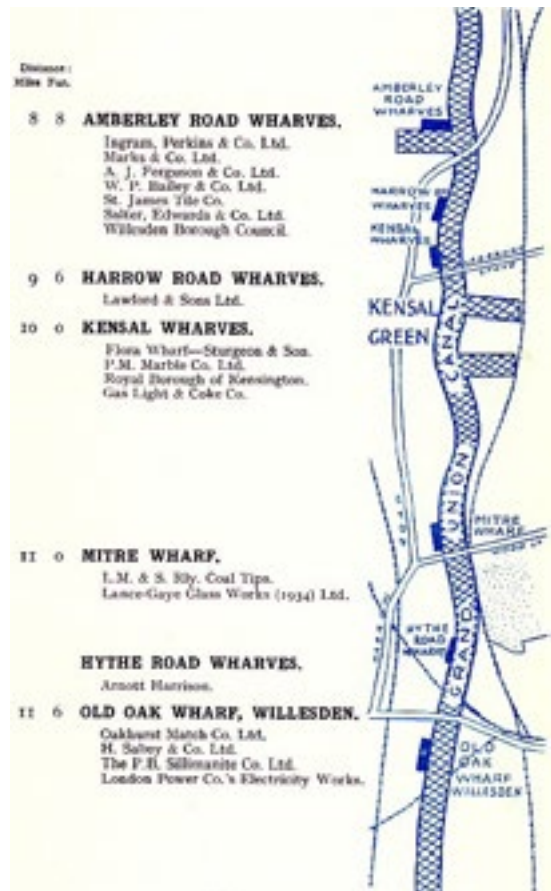 Distance:
Miles Fur.
8 8 AMBERLEY ROAD WHARVES.
Ingram, Perkins & Co. Ltd.
Marks & Co. Ltd.
A. J. Ferguson & Co. Ltd.
W. P. Bailey & Co. Ltd.
St. James Tile Co.
Salter, Edwards & Co. Ltd.
Willesden Borough Council.
9 6 HARROW ROAD WHARVES.
Lawford & Sons Ltd.
10 0 KENSAL WHARVES.
Flora Wharf—Sturgeon & Son.
P.M. Marble Co. Ltd.
Royal Borough of Kensington.
Gas Light & Coke Co.
11 0 MITRE WHARF.
L.M. & S. Rly. Coal Tips.
Lance-Gaye Glass Works (1934) Ltd.
HYTHE ROAD WHARVES.
Arnott Harrison.
11 6 OLD OAK WHARF, WILLESDEN.
Oakhurst Match Co. Ltd.
& Co. Ltd.
The P.B. Sillimanite Co. Ltd.
London Power Co.'s Electricity Works.
AMBERLEY
ROAD
WHARVES
HARROW RD
WHARVES
KENSAL
WHARVES
KENSAL
GREEN
GRAND UNION CANAL
MITRE
WHARF
ROAD
HYTHE
ROAD
WHARF
OLD
OAK
WHARF
WILLESDEN